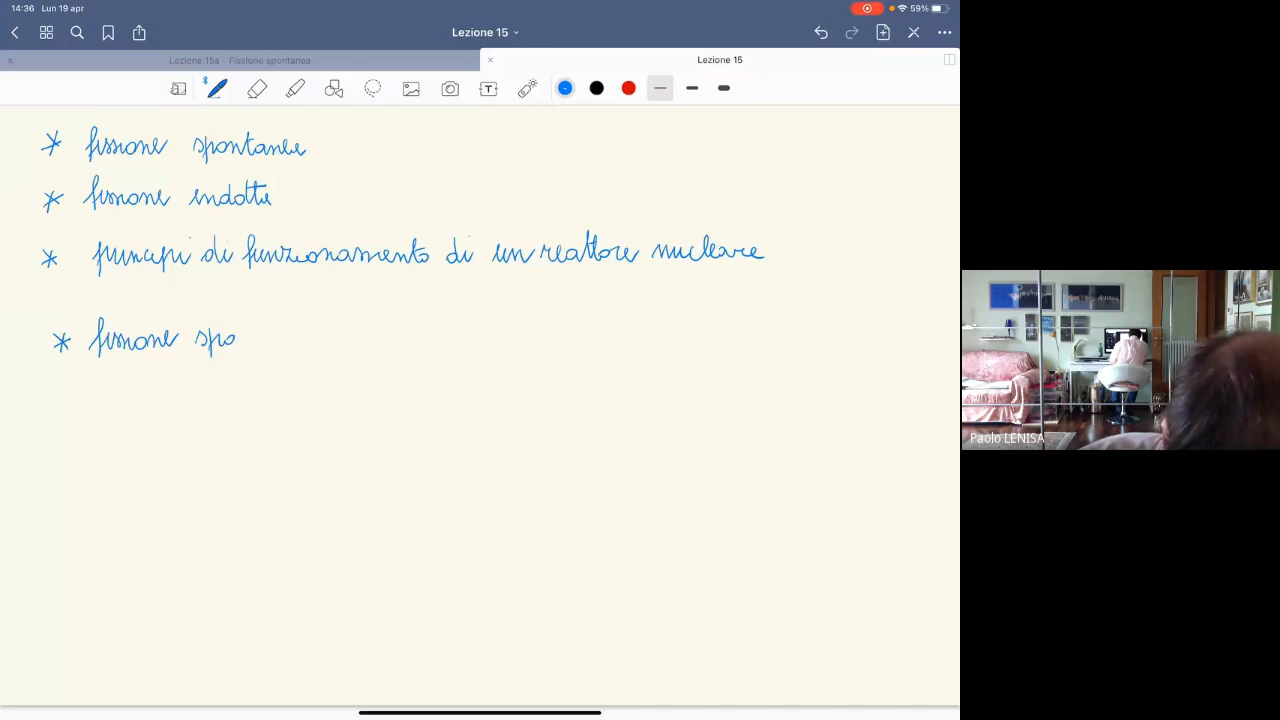 14:36 Lun 19 apr
59%
Lezione 15
Lezione 15a - Fissione spontanea
Lezione 15
* fissione spontanea
* fissione indotta
* principi di funzionamento di un reattore nucleare
* fissione spo
Paolo LENISA